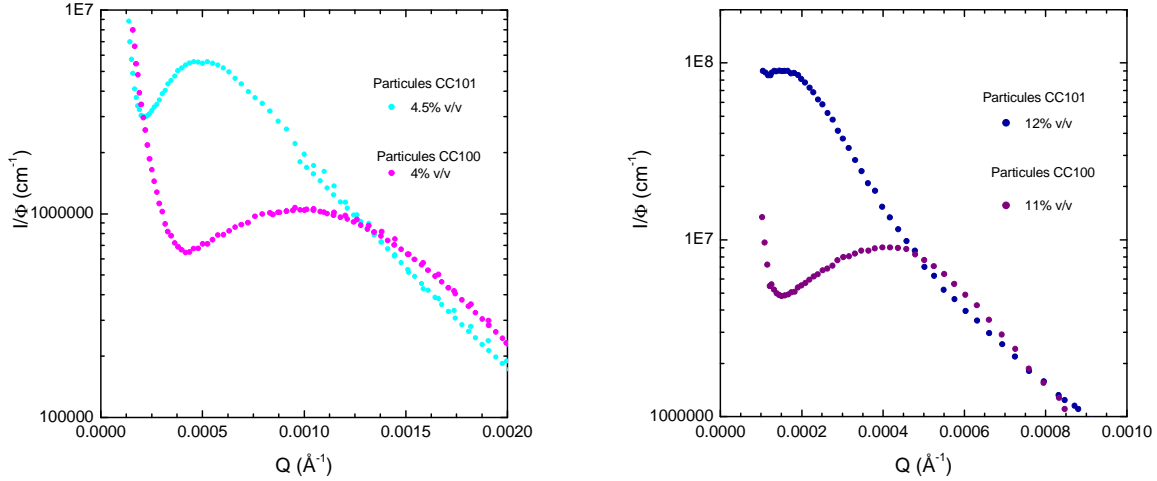 1E7
1000000
100000
I/Φ (cm⁻¹)
Particules CC101
4.5% v/v
Particules CC100
4% v/v
0.0000
0.0005
0.0010
0.0015
0.0020
Q (Å⁻¹)
1E8
1E7
1000000
I/Φ (cm⁻¹)
Particules CC101
12% v/v
Particules CC100
11% v/v
0.0000
0.0002
0.0004
0.0006
0.0008
0.0010
Q (Å⁻¹)